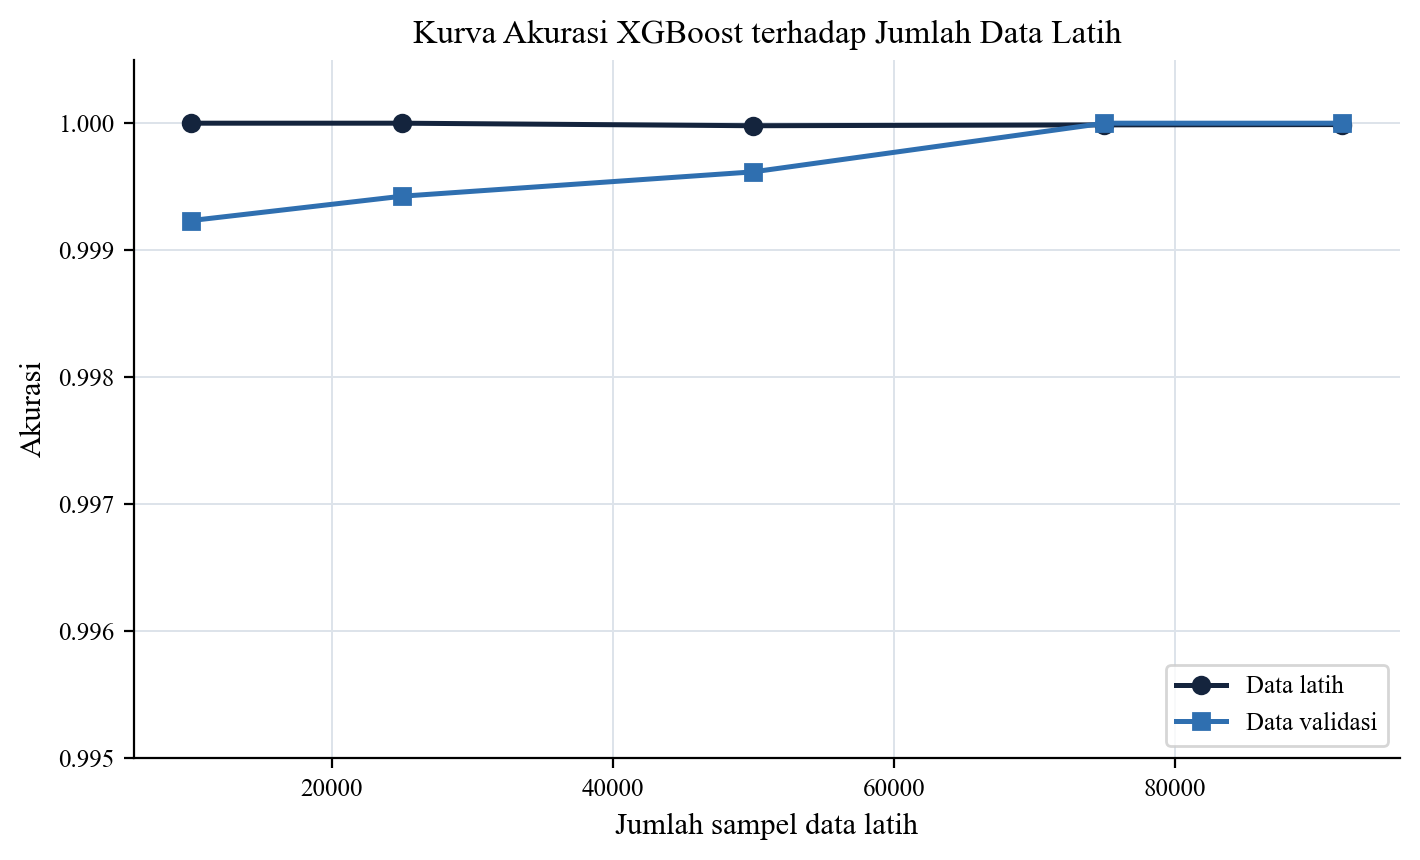 Kurva Akurasi XGBoost terhadap Jumlah Data Latih
1.000
0.999
0.998
0.997
0.996
0.995
Akurasi
20000 40000 60000 80000
Jumlah sampel data latih
Data latih
Data validasi